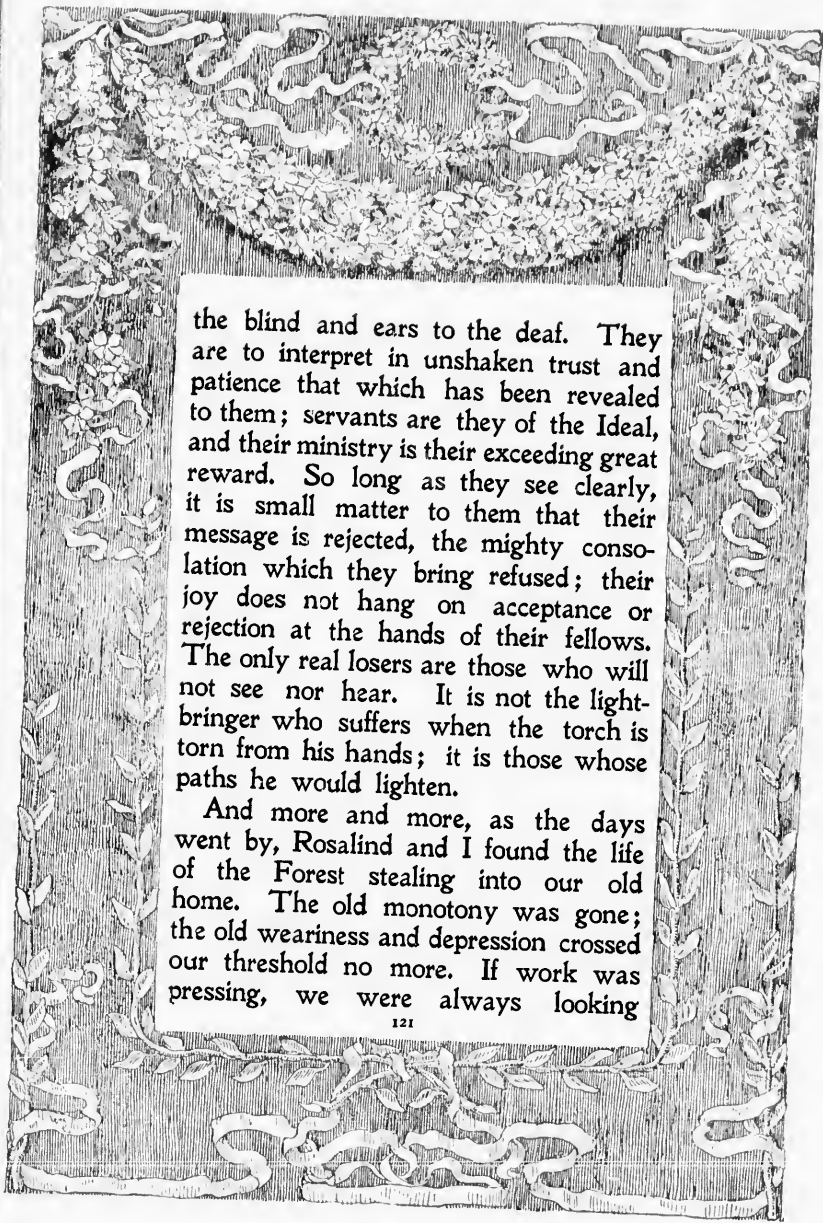 the blind and ears to the deaf. They
are to interpret in unshaken trust and
patience that which has been revealed
to them; servants are they of the Ideal,
and their ministry is their exceeding great
reward. So long as they see clearly,
it is small matter to them that their
message is rejected, the mighty conso-
lation which they bring refused; their
joy does not hang on acceptance or
rejection at the hands of their fellows.
The only real losers are those who will
not see nor hear. It is not the light-
bringer who suffers when the torch is
torn from his hands; it is those whose
paths he would lighten.
And more and more, as the days
went by, Rosalind and I found the life
of the Forest stealing into our old
home. The old monotony was gone;
the old weariness and depression crossed
our threshold no more. If work was
pressing, we were always looking
121